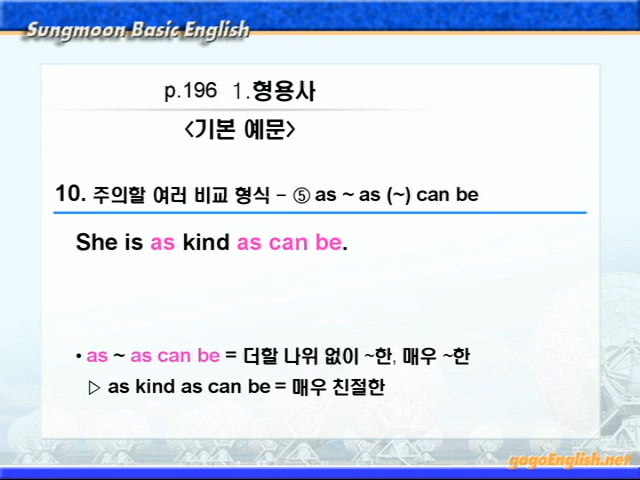 Sungmoon Basic English
p.196 1.형용사
<기본 예문>
10. 주의할 여러 비교 형식 - ⑤ as ~ as (~) can be
She is as kind as can be.
• as ~ as can be = 더할 나위 없이 ~한, 매우 ~한
▷ as kind as can be = 매우 친절한
gogoEnglish.net